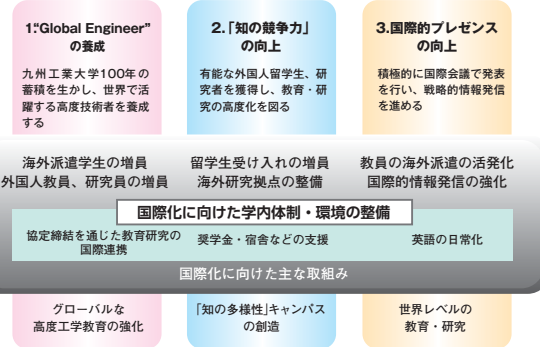 1.“Global Engineer”
の養成
九州工業大学100年の
蓄積を生かし、世界で活
躍する高度技術者を養成
する
2.「知の競争力」
の向上
有能な外国人留学生、研
究者を獲得し、教育・研
究の高度化を図る
3.国際的プレゼンス
の向上
積極的に国際会議で発表
を行い、戦略的情報発信
を進める
海外派遣学生の増員
外国人教員、研究員の増員
留学生受け入れの増員
海外研究拠点の整備
教員の海外派遣の活発化
国際的情報発信の強化
国際化に向けた学内体制・環境の整備
協定締結を通じた教育研究の
国際連携
奨学金・宿舎などの支援
英語の日常化
国際化に向けた主な取組み
グローバルな
高度工学教育の強化
「知の多様性」キャンパス
の創造
世界レベルの
教育・研究